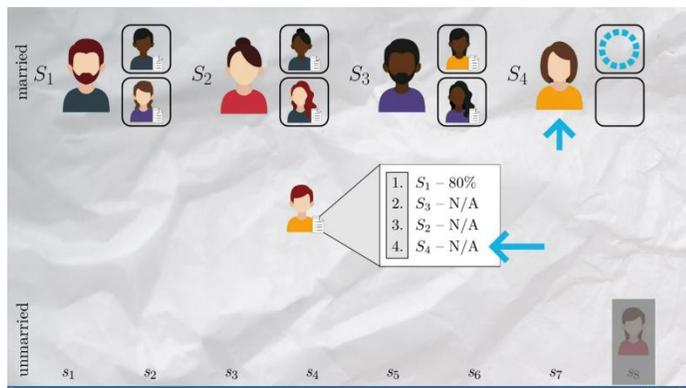 married
S₁
S₂
S₃
S₄
1. S₁ – 80%
2. S₃ – N/A
3. S₂ – N/A
4. S₄ – N/A
unmarried
s₁ s₂ s₃ s₄ s₅ s₆ s₇ s₈